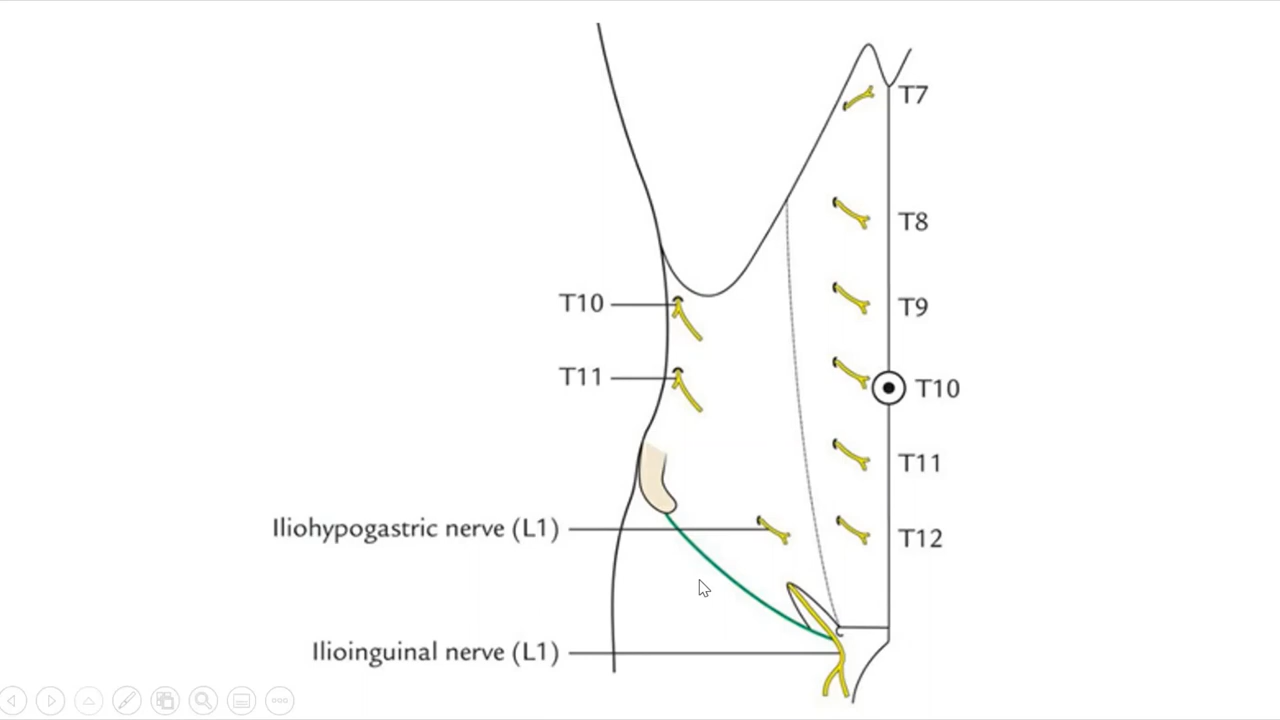 T7
T8
T10
T9
T11
T10
T11
Iliohypogastric nerve (L1)
T12
Ilioinguinal nerve (L1)